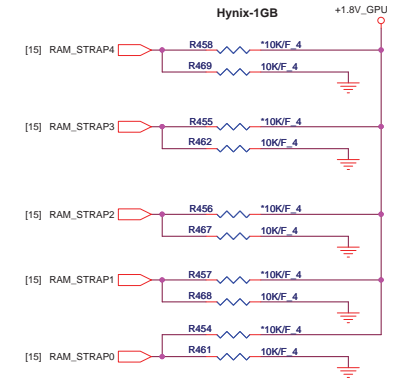 Hynix-1GB +1.8V_GPU
[15] RAM_STRAP4 R458 *10K/F_4
R469 10K/F_4
[15] RAM_STRAP3 R455 *10K/F_4
R462 10K/F_4
[15] RAM_STRAP2 R456 *10K/F_4
R467 10K/F_4
[15] RAM_STRAP1 R457 *10K/F_4
R468 10K/F_4
R454 *10K/F_4
[15] RAM_STRAP0 R461 10K/F_4